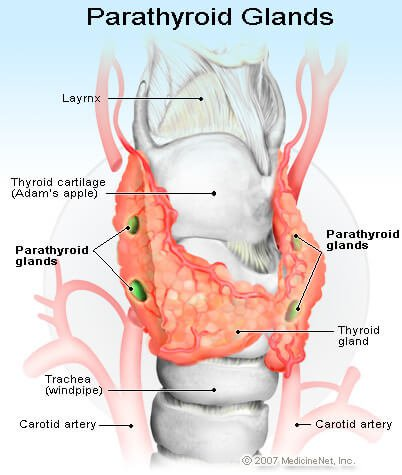 Parathyroid Glands
Layrnx
Thyroid cartilage
(Adam's apple)
Parathyroid
glands
Parathyroid
glands
Thyroid
gland
Trachea
(windpipe)
Carotid artery
Carotid artery
© 2007 MedicineNet, Inc.